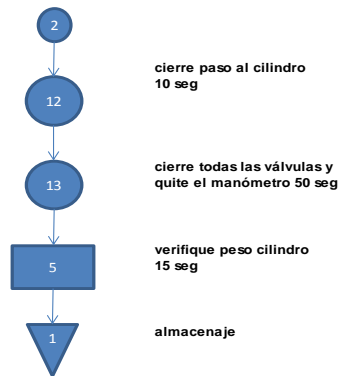 2
cierre paso al cilindro
10 seg
12
cierre todas las válvulas y
quite el manómetro 50 seg
13
verifique peso cilindro
15 seg
5
almacenaje
1